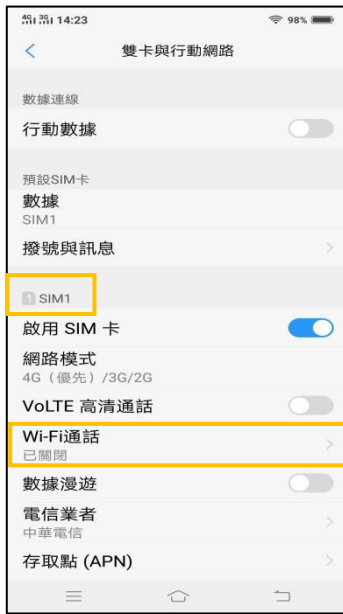 4G 3G 14:23 98%
雙卡與行動網路
數據連線
行動數據
預設SIM卡
數據
SIM1
撥號與訊息
1 SIM1
啟用 SIM 卡
網路模式
4G（優先）/3G/2G
VoLTE 高清通話
Wi-Fi通話
已關閉
數據漫遊
電信業者
中華電信
存取點 (APN)